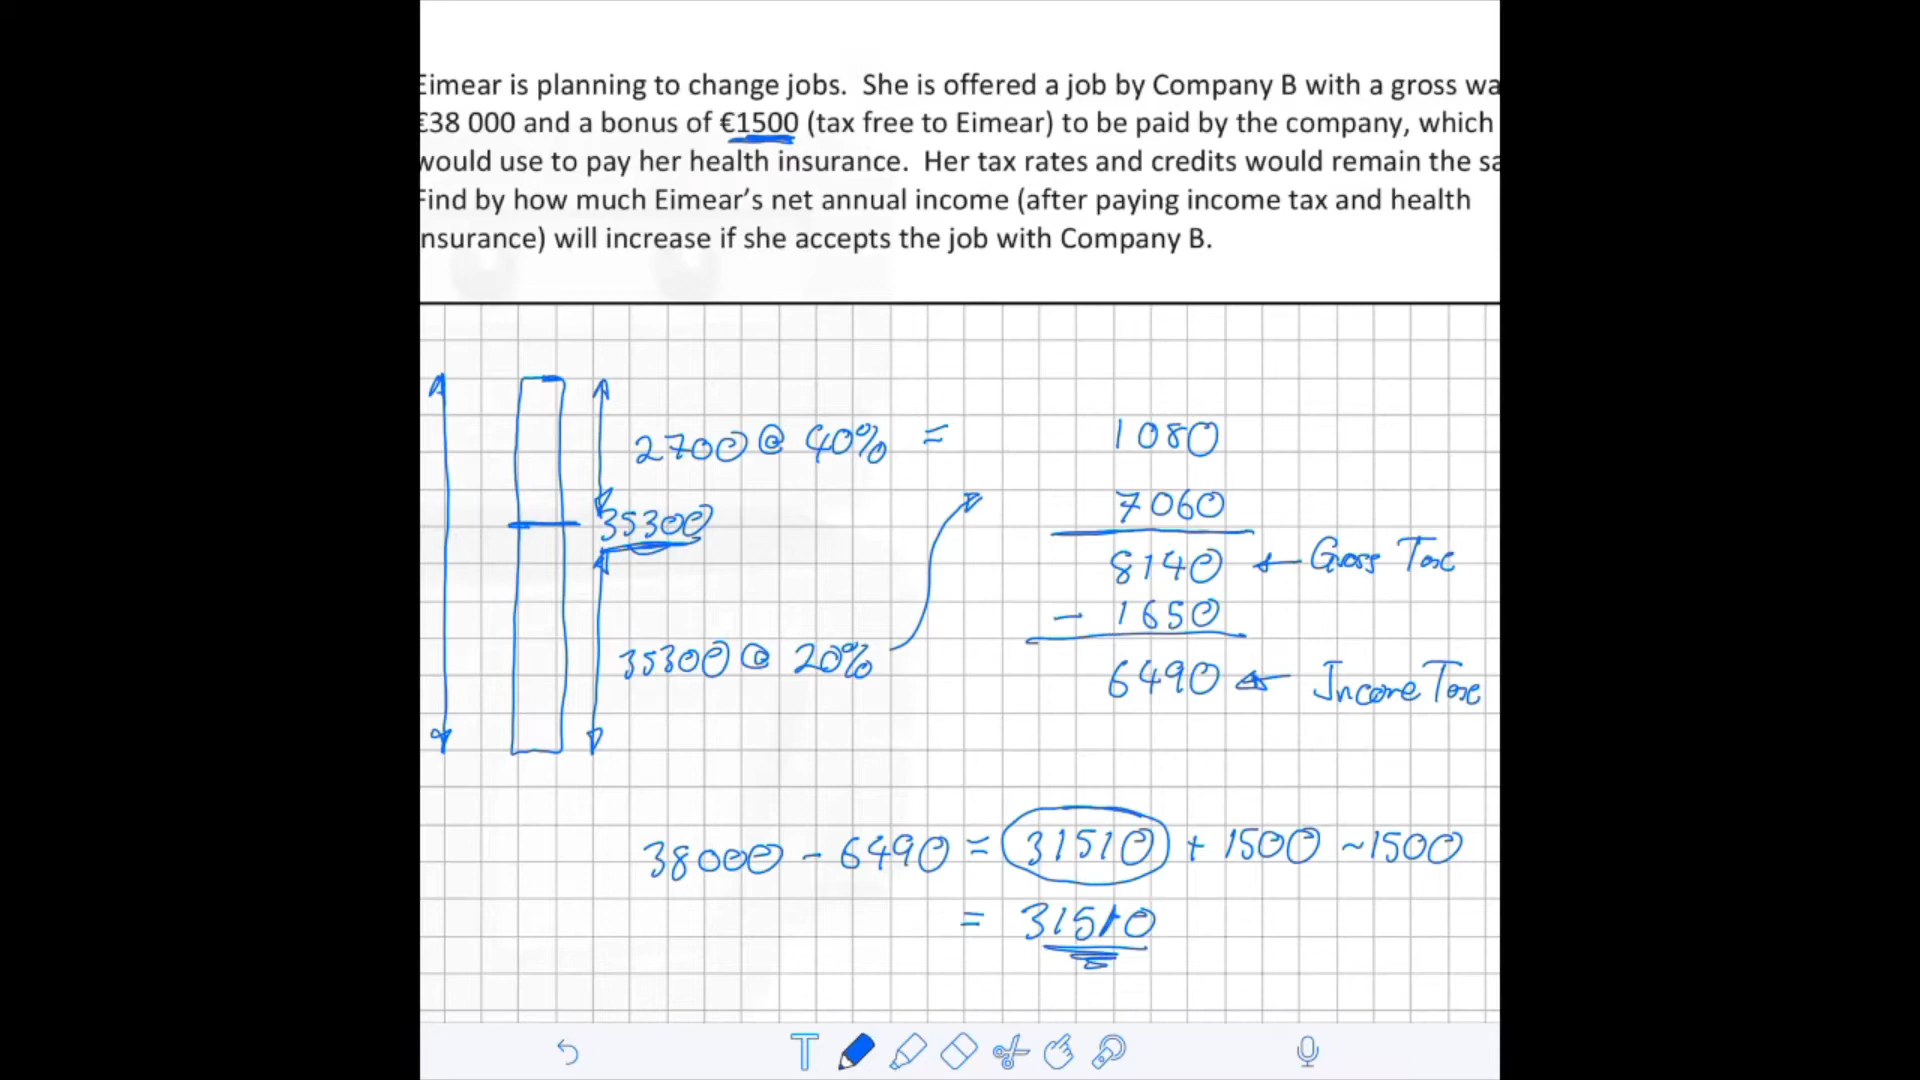 Eimear is planning to change jobs. She is offered a job by Company B with a gross wa
€38 000 and a bonus of €1500 (tax free to Eimear) to be paid by the company, which
would use to pay her health insurance. Her tax rates and credits would remain the sa
Find by how much Eimear’s net annual income (after paying income tax and health
nsurance) will increase if she accepts the job with Company B.
2700 @ 40% = 1080
35300
7060
8140 ← Gross Tax
- 1650
35300 @ 20%
6490 ← Income Tax
38000 - 6490 = 31510 + 1500 ~1500
= 31510
T